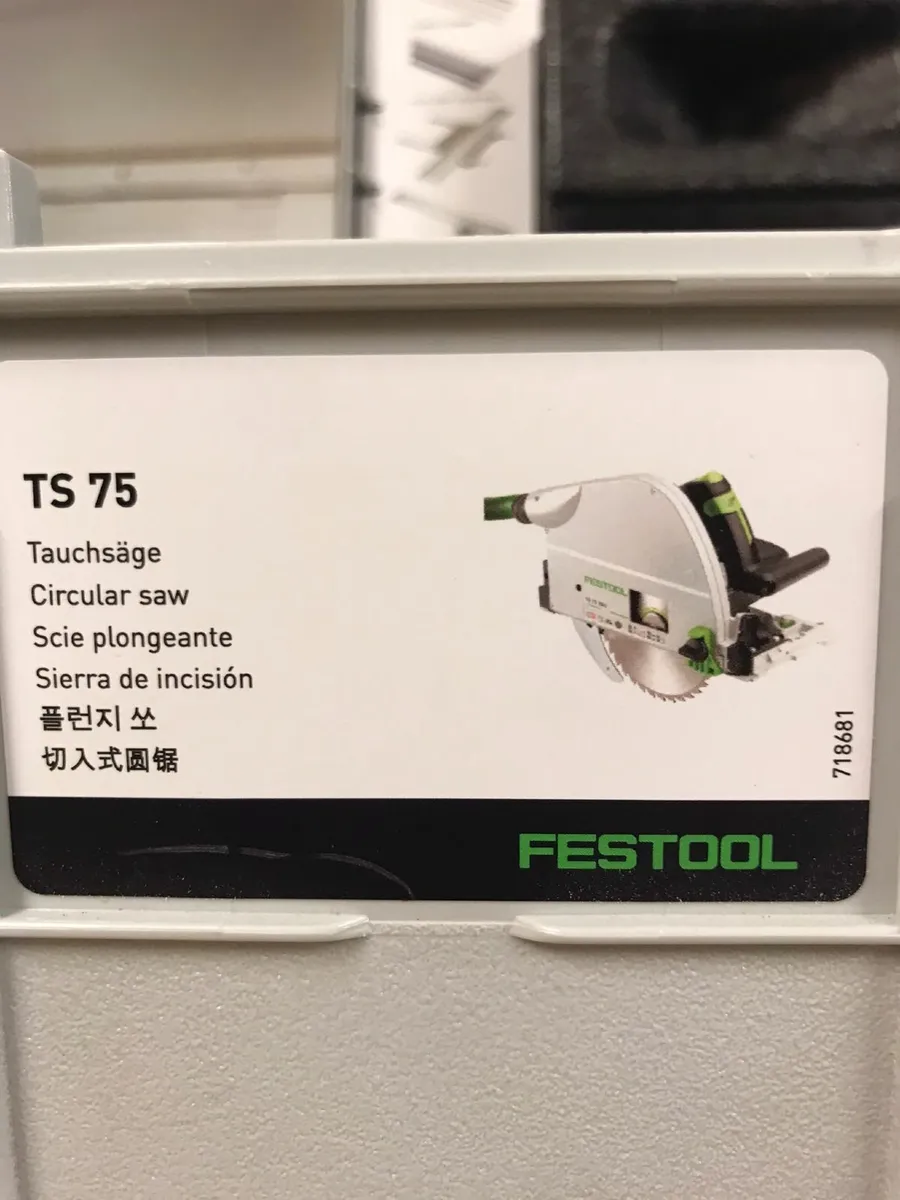 TS 75
Tauchsäge
Circular saw
Scie plongeante
Sierra de incisión
플런지 쏘
切入式圆锯
FESTOOL
718681
FESTOOL